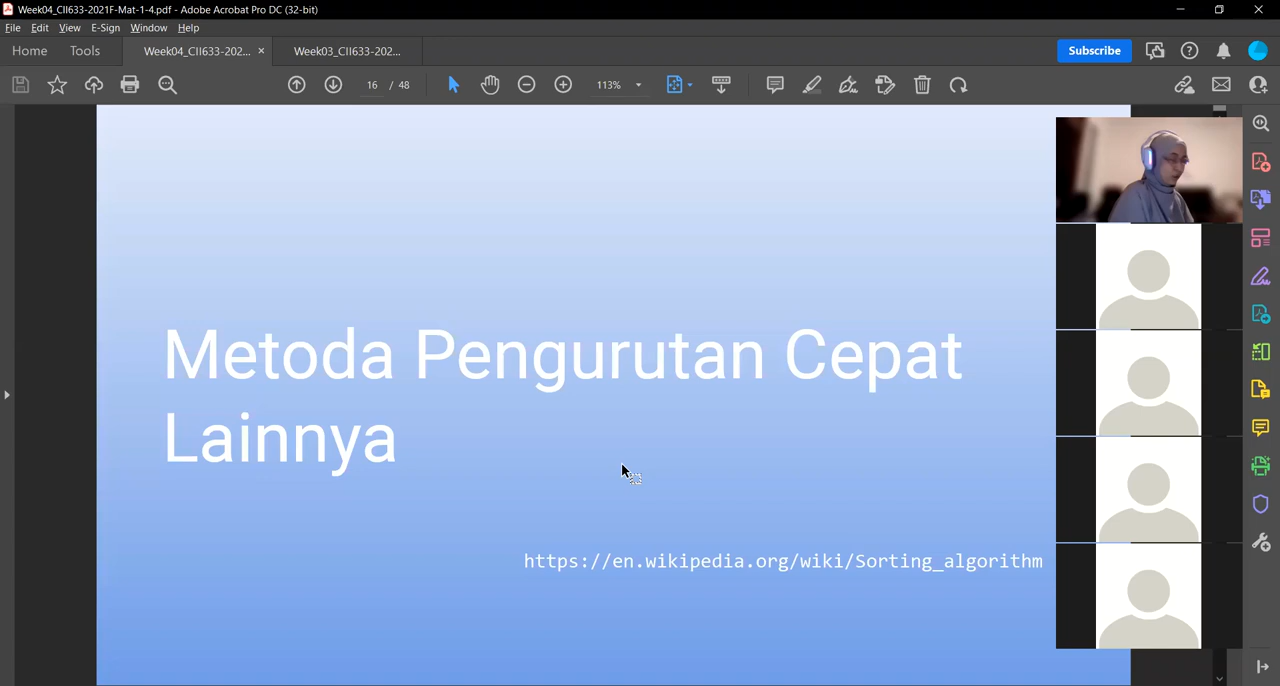 Week04_CII633-2021F-Mat-1-4.pdf - Adobe Acrobat Pro DC (32-bit)
File Edit View E-Sign Window Help
Home Tools Week04_CII633-202... × Week03_CII633-202... Subscribe
16 / 48 113%
Metoda Pengurutan Cepat
Lainnya
https://en.wikipedia.org/wiki/Sorting_algorithm